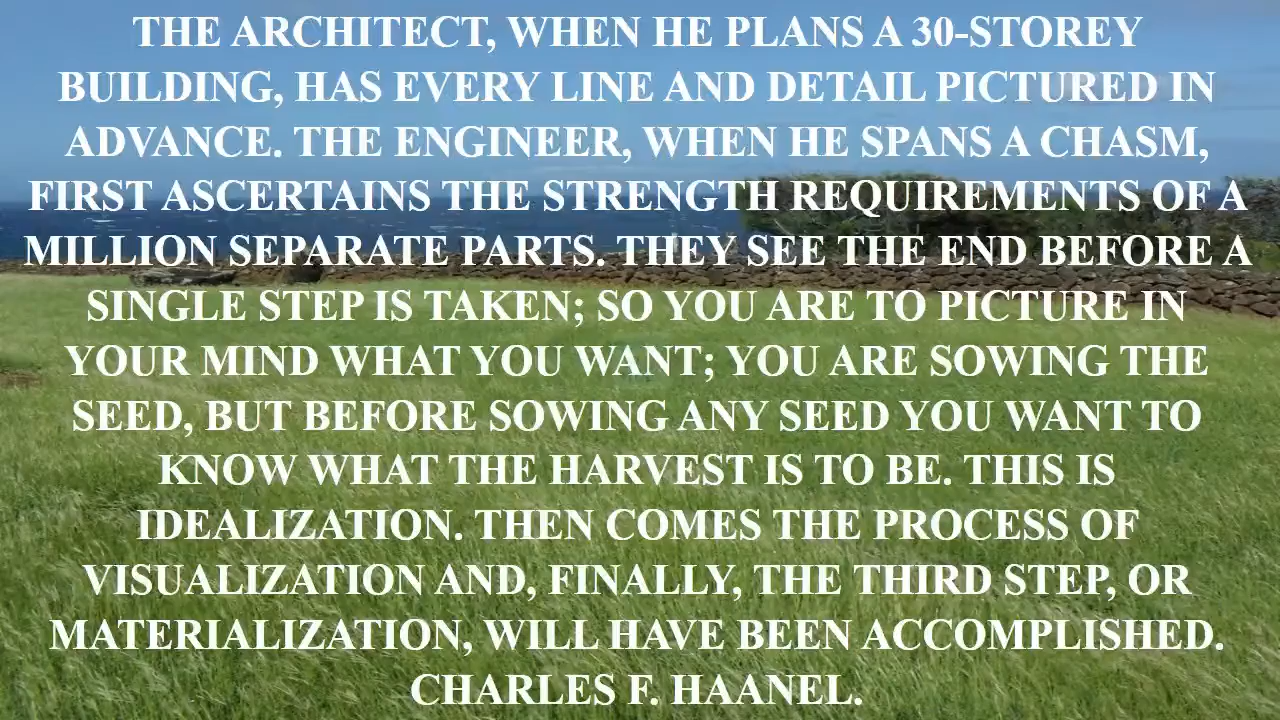 THE ARCHITECT, WHEN HE PLANS A 30-STOREY
BUILDING, HAS EVERY LINE AND DETAIL PICTURED IN
ADVANCE. THE ENGINEER, WHEN HE SPANS A CHASM,
FIRST ASCERTAINS THE STRENGTH REQUIREMENTS OF A
MILLION SEPARATE PARTS. THEY SEE THE END BEFORE A
SINGLE STEP IS TAKEN; SO YOU ARE TO PICTURE IN
YOUR MIND WHAT YOU WANT; YOU ARE SOWING THE
SEED, BUT BEFORE SOWING ANY SEED YOU WANT TO
KNOW WHAT THE HARVEST IS TO BE. THIS IS
IDEALIZATION. THEN COMES THE PROCESS OF
VISUALIZATION AND, FINALLY, THE THIRD STEP, OR
MATERIALIZATION, WILL HAVE BEEN ACCOMPLISHED.
CHARLES F. HAANEL.